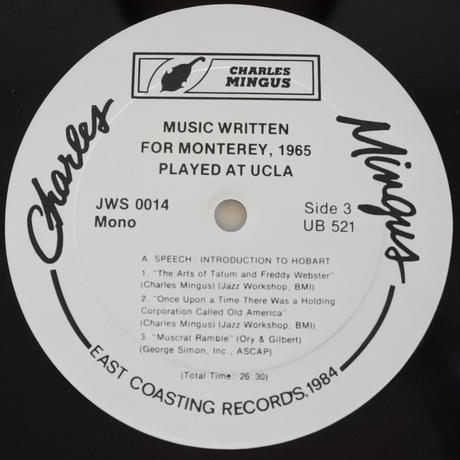 CHARLES
MINGUS
Charles
Mingus
MUSIC WRITTEN
FOR MONTEREY, 1965
PLAYED AT UCLA
JWS 0014
Mono
Side 3
UB 521
A. SPEECH: INTRODUCTION TO HOBART
1. "The Arts of Tatum and Freddy Webster"
(Charles Mingus) (Jazz Workshop, BMI)
2. "Once Upon a Time There Was a Holding
Corporation Called Old America"
(Charles Mingus) (Jazz Workshop, BMI)
3. "Muscrat Ramble" (Ory & Gilbert)
(George Simon, Inc., ASCAP)
(Total Time: 26:30)
EAST COASTING RECORDS, 1984